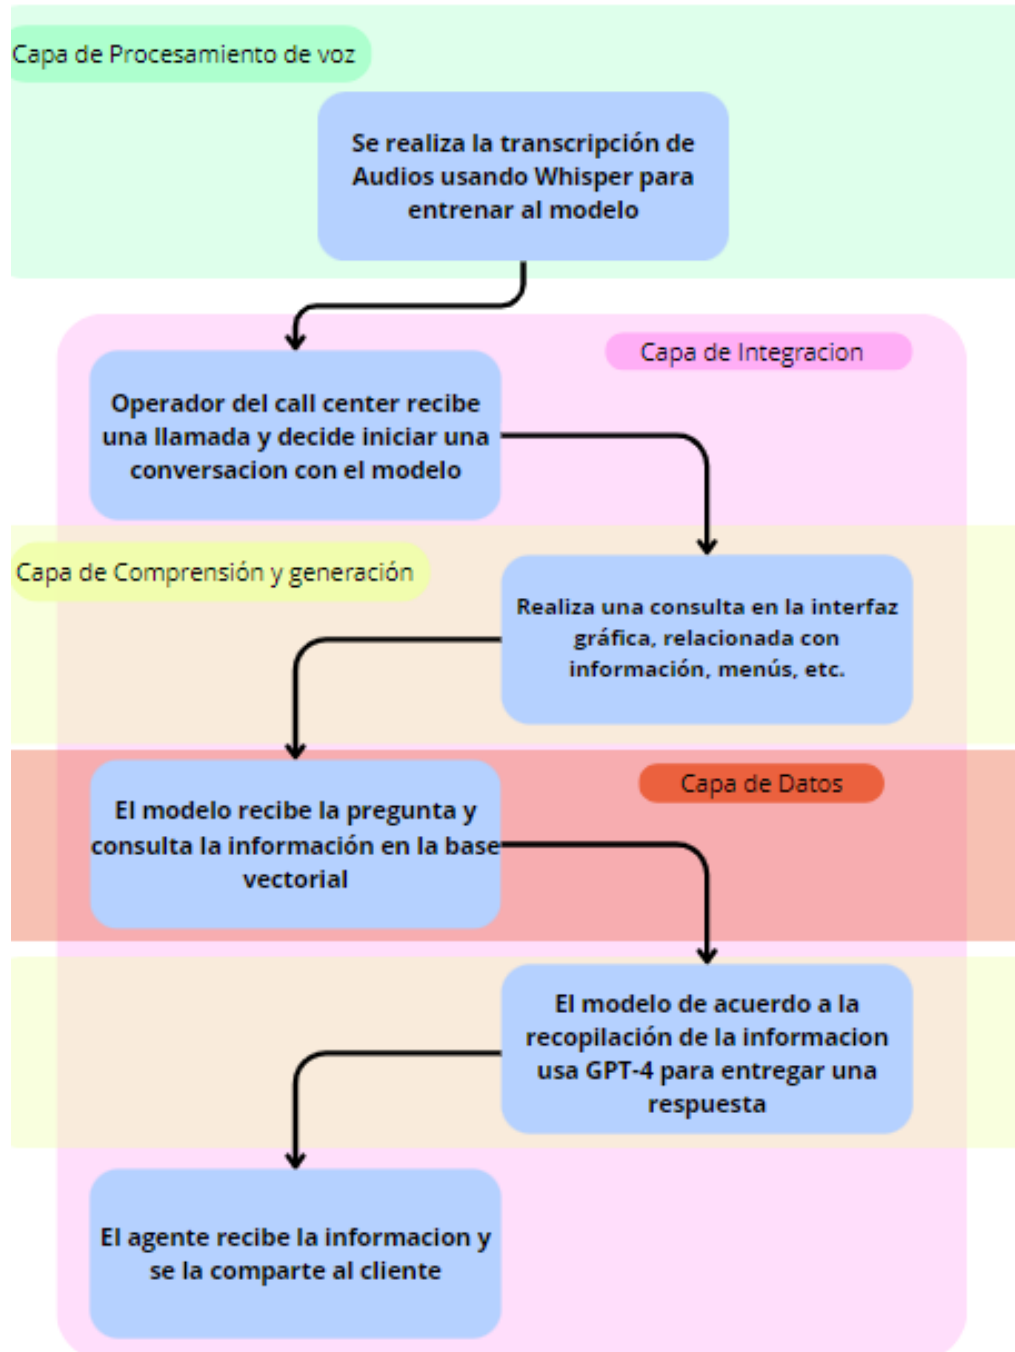 Capa de Procesamiento de voz
Se realiza la transcripción de
Audios usando Whisper para
entrenar al modelo
Capa de Integracion
Operador del call center recibe
una llamada y decide iniciar una
conversacion con el modelo
Capa de Comprensión y generación
Realiza una consulta en la interfaz
gráfica, relacionada con
información, menús, etc.
Capa de Datos
El modelo recibe la pregunta y
consulta la información en la base
vectorial
El modelo de acuerdo a la
recopilación de la informacion
usa GPT-4 para entregar una
respuesta
El agente recibe la informacion y
se la comparte al cliente